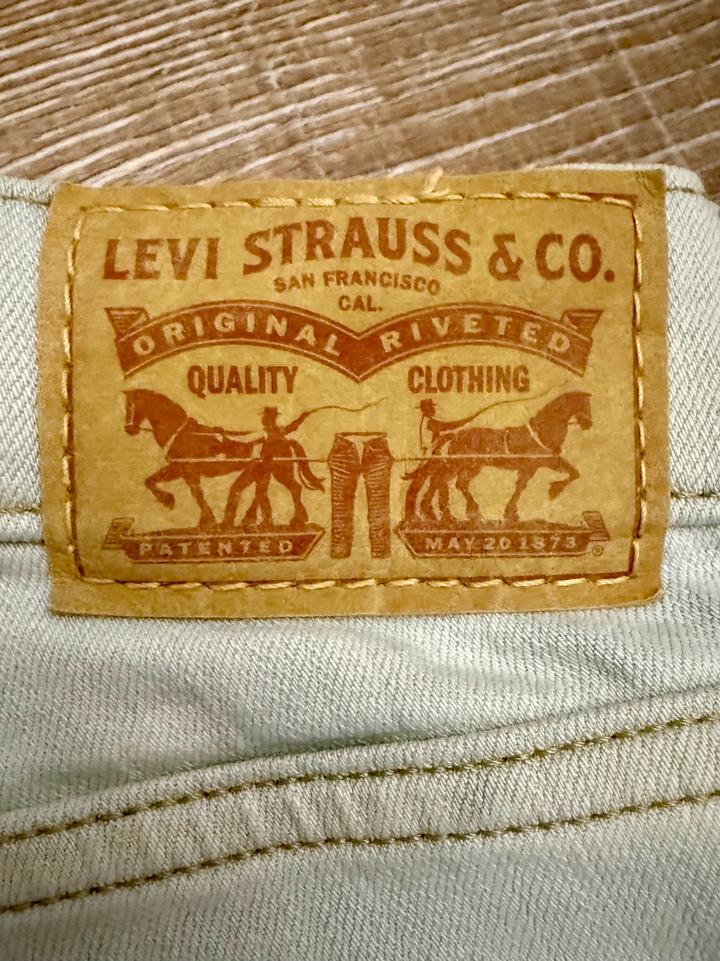 LEVI STRAUSS & CO.
SAN FRANCISCO
CAL.
ORIGINAL RIVETED
QUALITY CLOTHING
PATENTED MAY 20 1873 ®